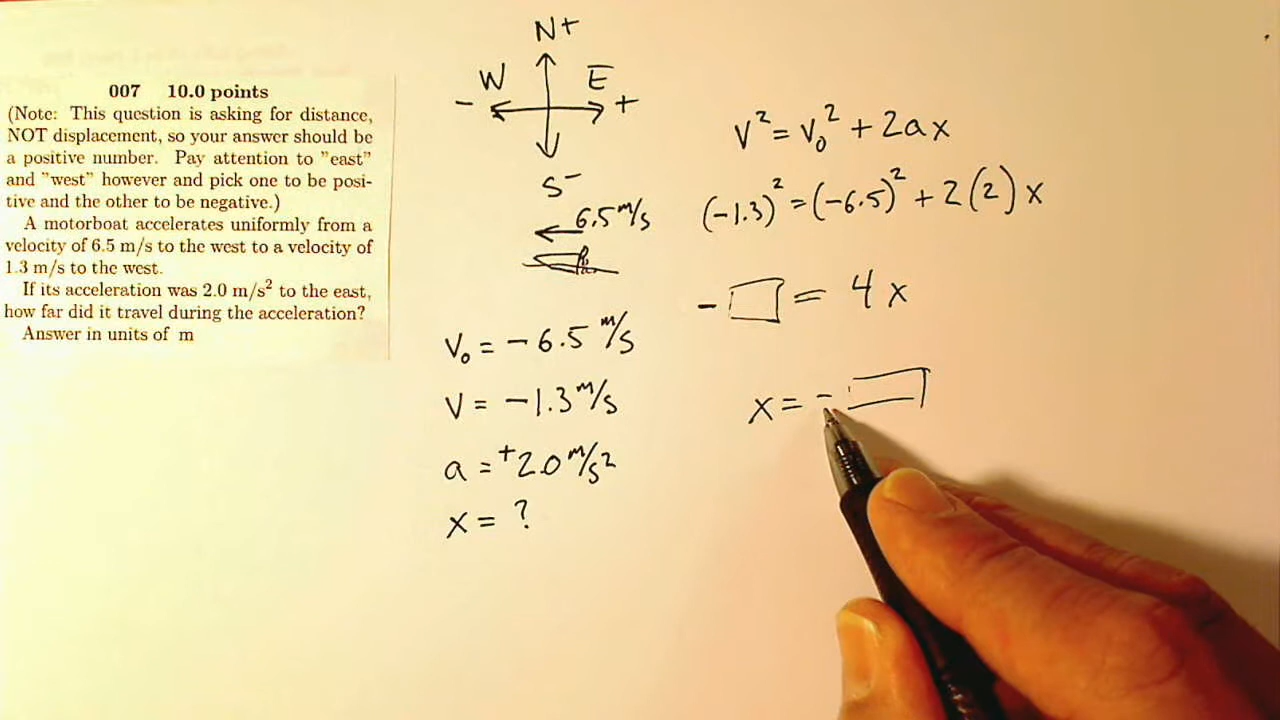 007 10.0 points
(Note: This question is asking for distance,
NOT displacement, so your answer should be
a positive number. Pay attention to "east"
and "west" however and pick one to be posi-
tive and the other to be negative.)
A motorboat accelerates uniformly from a
velocity of 6.5 m/s to the west to a velocity of
1.3 m/s to the west.
If its acceleration was 2.0 m/s² to the east,
how far did it travel during the acceleration?
Answer in units of m
N+
W E
- +
S-
6.5 m/s
V₀ = -6.5 m/s
V = -1.3 m/s
a = +2.0 m/s²
x = ?
V² = V₀² + 2ax
(-1.3)² = (-6.5)² + 2(2)x
- = 4x
x = -